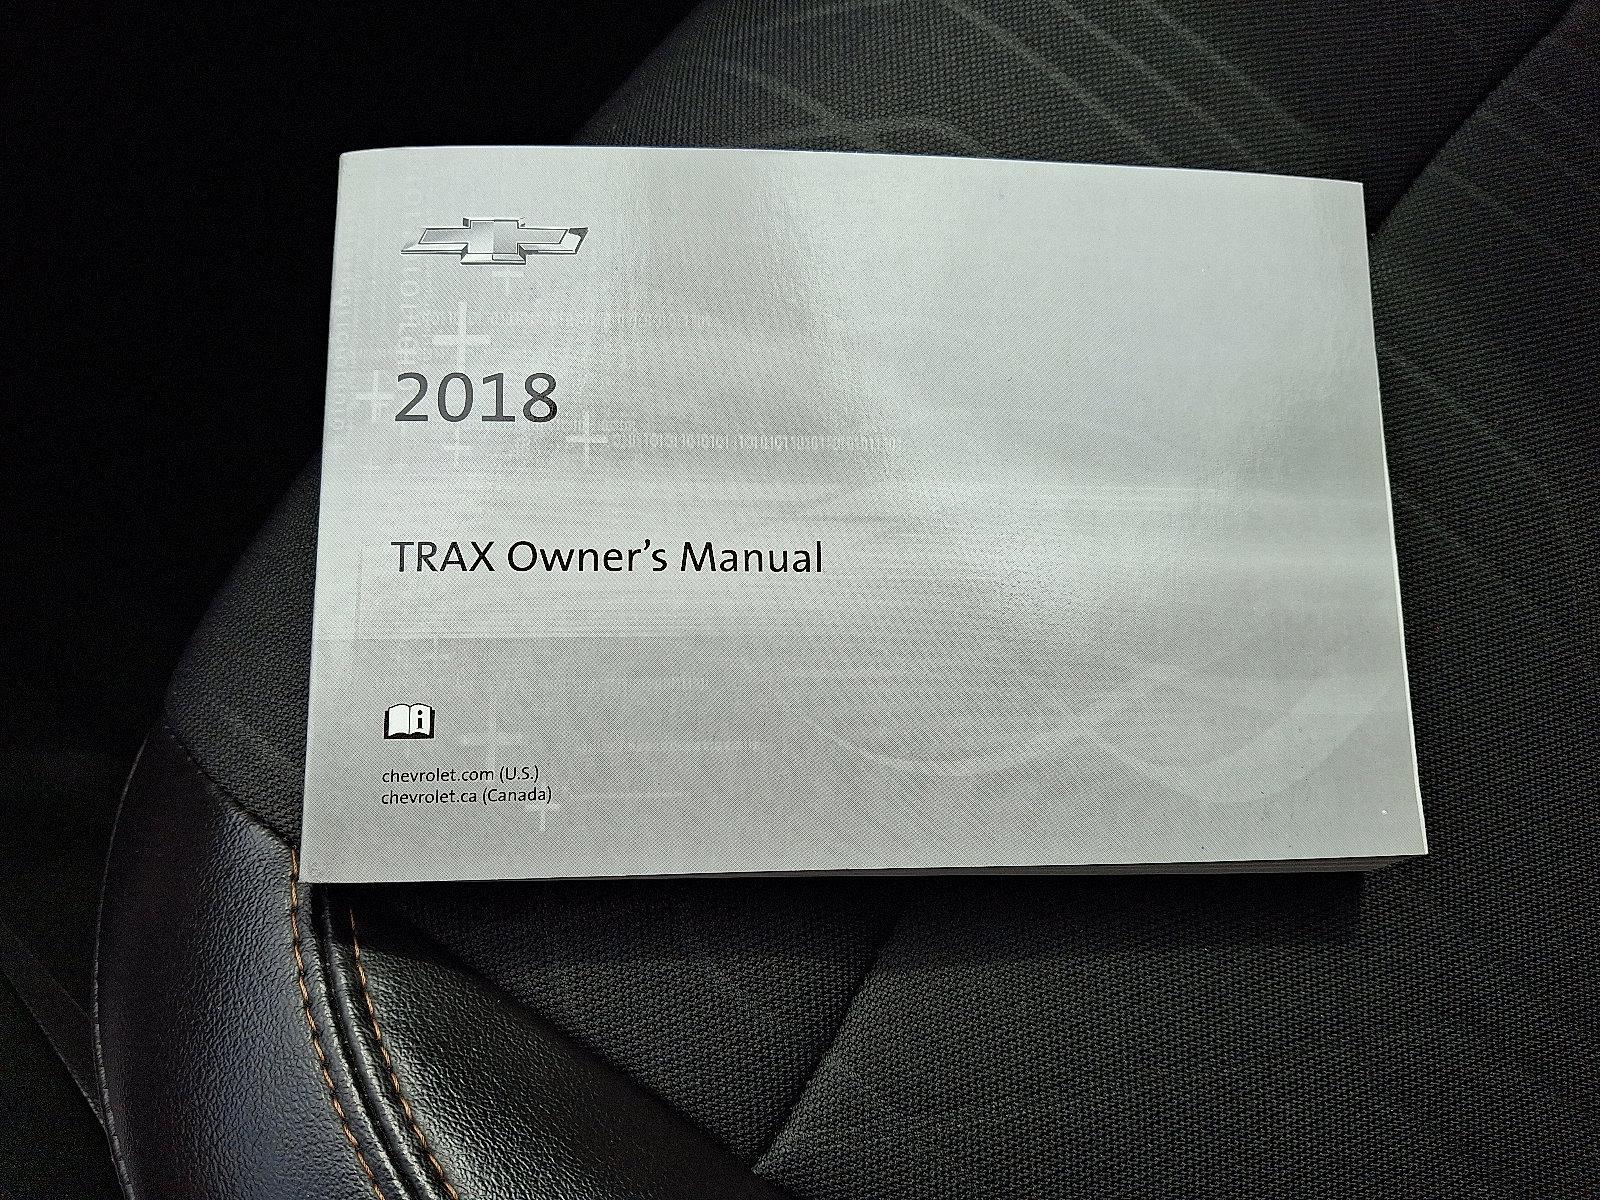 2018
TRAX Owner's Manual
i
chevrolet.com (U.S.)
chevrolet.ca (Canada)